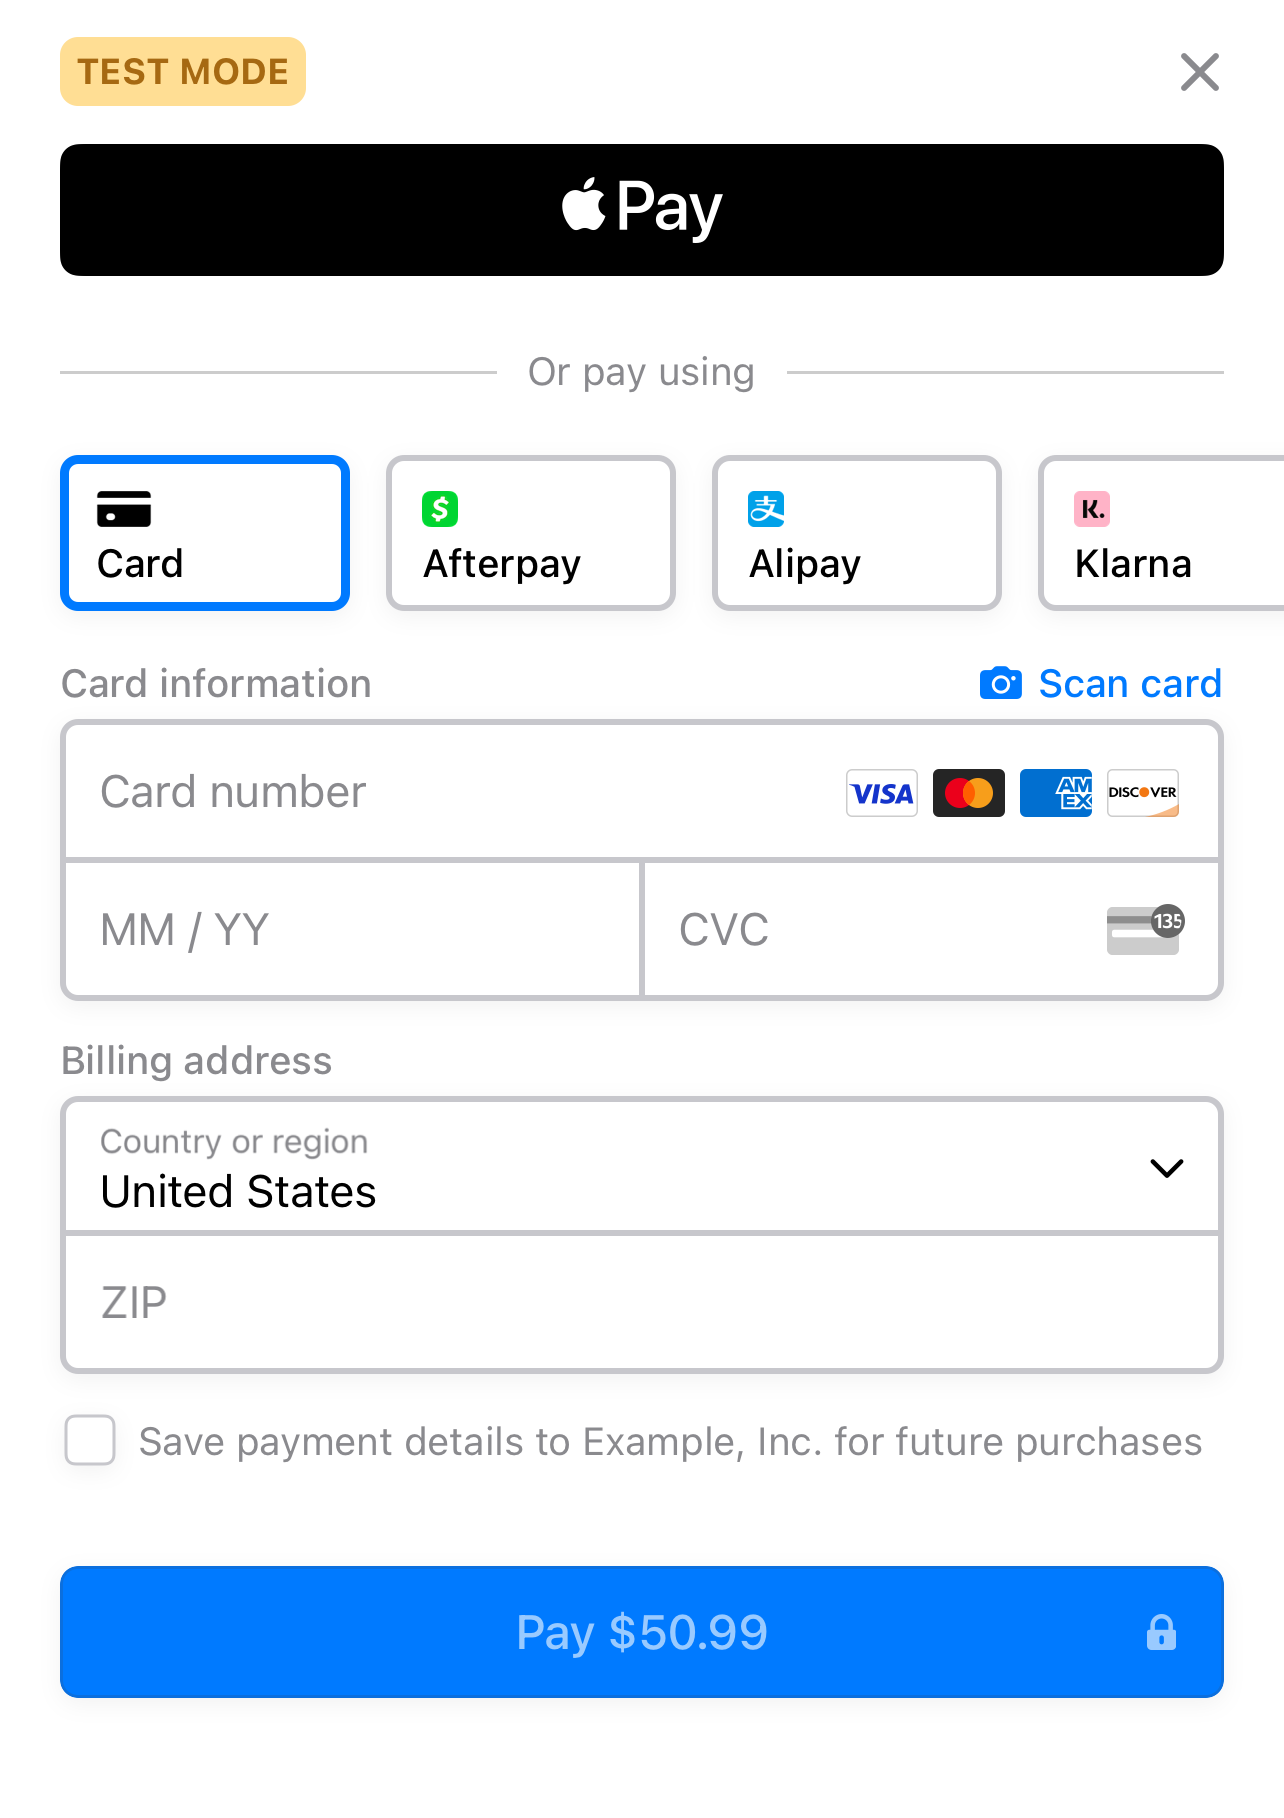 TEST MODE
Pay
Or pay using
Card
$
Afterpay
支
Alipay
K.
Klarna
Card information
Scan card
Card number
VISA
AM
EX
DISCOVER
MM / YY
CVC
135
Billing address
Country or region
United States
ZIP
Save payment details to Example, Inc. for future purchases
Pay $50.99